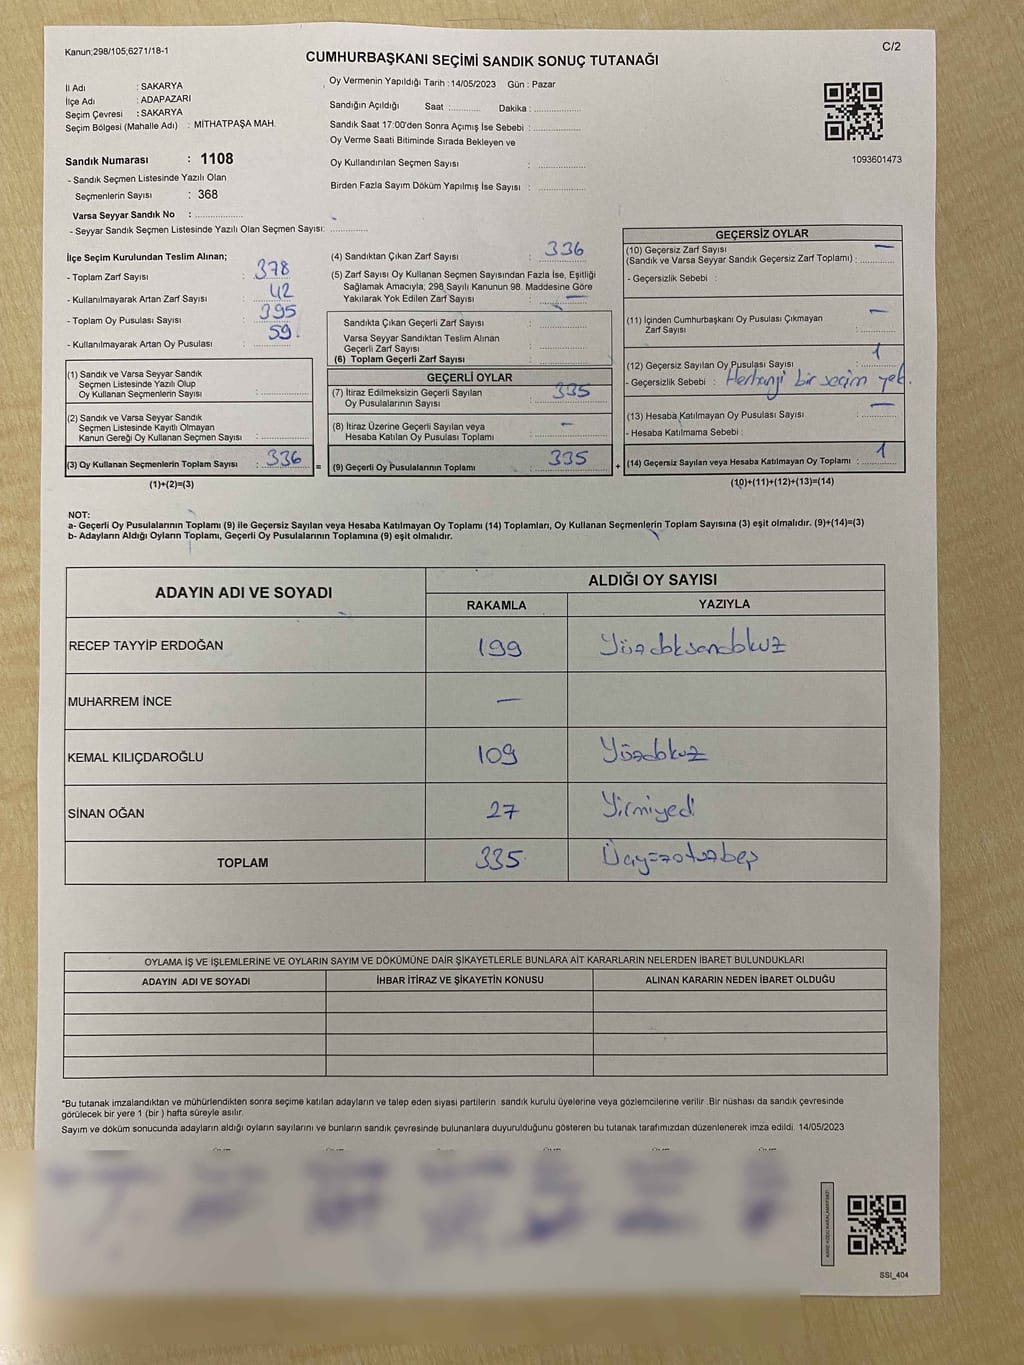 Kanun;298/105;6271/18-1
C/2
CUMHURBAŞKANI SEÇİMİ SANDIK SONUÇ TUTANAĞI
İl Adı : SAKARYA
İlçe Adı : ADAPAZARI
Seçim Çevresi : SAKARYA
Seçim Bölgesi (Mahalle Adı) : MİTHATPAŞA MAH.
Oy Vermenin Yapıldığı Tarih : 14/05/2023 Gün : Pazar
Sandığın Açıldığı Saat ........... Dakika : ................
Sandık Saat 17:00'den Sonra Açımış İse Sebebi : ................
Oy Verme Saati Bitiminde Sırada Bekleyen ve
Oy Kullandırılan Seçmen Sayısı : ................
Birden Fazla Sayım Döküm Yapılmış İse Sayısı : ................
1093601473
Sandık Numarası : 1108
- Sandık Seçmen Listesinde Yazılı Olan
Seçmenlerin Sayısı : 368
Varsa Seyyar Sandık No : ................
- Seyyar Sandık Seçmen Listesinde Yazılı Olan Seçmen Sayısı: .............
İlçe Seçim Kurulundan Teslim Alınan;
- Toplam Zarf Sayısı : 378
- Kullanılmayarak Artan Zarf Sayısı : 42
- Toplam Oy Pusulası Sayısı : 395
- Kullanılmayarak Artan Oy Pusulası : 59.
(1) Sandık ve Varsa Seyyar Sandık
Seçmen Listesinde Yazılı Olup
Oy Kullanan Seçmenlerin Sayısı : ................
(2) Sandık ve Varsa Seyyar Sandık
Seçmen Listesinde Kayıtlı Olmayan
Kanun Gereği Oy Kullanan Seçmen Sayısı : ................
(3) Oy Kullanan Seçmenlerin Toplam Sayısı : 336 =
(1)+(2)=(3)
(4) Sandıktan Çıkan Zarf Sayısı : 336
(5) Zarf Sayısı Oy Kullanan Seçmen Sayısından Fazla İse, Eşitliği
Sağlamak Amacıyla; 298 Sayılı Kanunun 98. Maddesine Göre
Yakılarak Yok Edilen Zarf Sayısı : —
Sandıkta Çıkan Geçerli Zarf Sayısı : ................
Varsa Seyyar Sandıktan Teslim Alınan
Geçerli Zarf Sayısı : ................
(6) Toplam Geçerli Zarf Sayısı : ................
GEÇERLİ OYLAR
(7) İtiraz Edilmeksizin Geçerli Sayılan
Oy Pusulalarının Sayısı : 335
(8) İtiraz Üzerine Geçerli Sayılan veya
Hesaba Katılan Oy Pusulası Toplamı : —
(9) Geçerli Oy Pusulalarının Toplamı : 335 +
GEÇERSİZ OYLAR
(10) Geçersiz Zarf Sayısı —
(Sandık ve Varsa Seyyar Sandık Geçersiz Zarf Toplamı) : ...........
- Geçersizlik Sebebi :
(11) İçinden Cumhurbaşkanı Oy Pusulası Çıkmayan
Zarf Sayısı : —
(12) Geçersiz Sayılan Oy Pusulası Sayısı : 1
- Geçersizlik Sebebi : Herhangi bir seçim yok.
(13) Hesaba Katılmayan Oy Pusulası Sayısı : —
- Hesaba Katılmama Sebebi :
(14) Geçersiz Sayılan veya Hesaba Katılmayan Oy Toplamı : 1
(10)+(11)+(12)+(13)=(14)
NOT:
a- Geçerli Oy Pusulalarının Toplamı (9) ile Geçersiz Sayılan veya Hesaba Katılmayan Oy Toplamı (14) Toplamları, Oy Kullanan Seçmenlerin Toplam Sayısına (3) eşit olmalıdır. (9)+(14)=(3)
b- Adayların Aldığı Oyların Toplamı, Geçerli Oy Pusulalarının Toplamına (9) eşit olmalıdır.
ADAYIN ADI VE SOYADI
ALDIĞI OY SAYISI
RAKAMLA YAZIYLA
RECEP TAYYİP ERDOĞAN 199 Yüzdoksandokuz
MUHARREM İNCE —
KEMAL KILIÇDAROĞLU 109 Yüzdokuz
SİNAN OĞAN 27 Yirmiyedi
TOPLAM 335 Üçyüzotuzbeş
OYLAMA İŞ VE İŞLEMLERİNE VE OYLARIN SAYIM VE DÖKÜMÜNE DAİR ŞİKAYETLERLE BUNLARA AİT KARARLARIN NELERDEN İBARET BULUNDUKLARI
ADAYIN ADI VE SOYADI İHBAR İTİRAZ VE ŞİKAYETİN KONUSU ALINAN KARARIN NEDEN İBARET OLDUĞU
*Bu tutanak imzalandıktan ve mühürlendikten sonra seçime katılan adayların ve talep eden siyasi partilerin sandık kurulu üyelerine veya gözlemcilerine verilir .Bir nüshası da sandık çevresinde
görülecek bir yere 1 (bir ) hafta süreyle asılır.
Sayım ve döküm sonucunda adayların aldığı oyların sayılarını ve bunların sandık çevresinde bulunanlara duyurulduğunu gösteren bu tutanak tarafımızdan düzenlenerek imza edildi. 14/05/2023
SSI_404